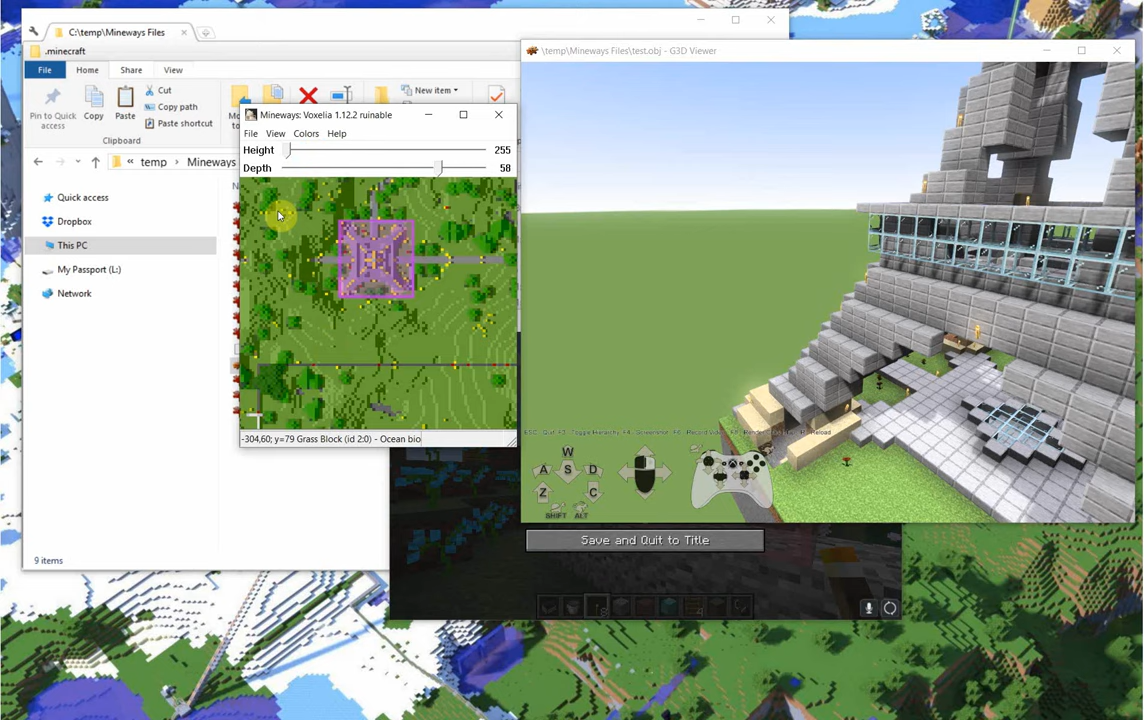 C:\temp\Mineways Files
.minecraft
File
Home
Share
View
Pin to Quick
access
Copy
Paste
Cut
Copy path
Paste shortcut
Clipboard
New item
temp
Mineways
Quick access
Dropbox
This PC
My Passport (L:)
Network
9 items
Mineways: Voxelia 1.12.2 ruinable
File
View
Colors
Help
Height
255
Depth
58
-304,60; y=79 Grass Block (id 2:0) - Ocean bio
\temp\Mineways Files\test.obj - G3D Viewer
W
A
S
D
Z
C
SHIFT
ALT
Save and Quit to Title